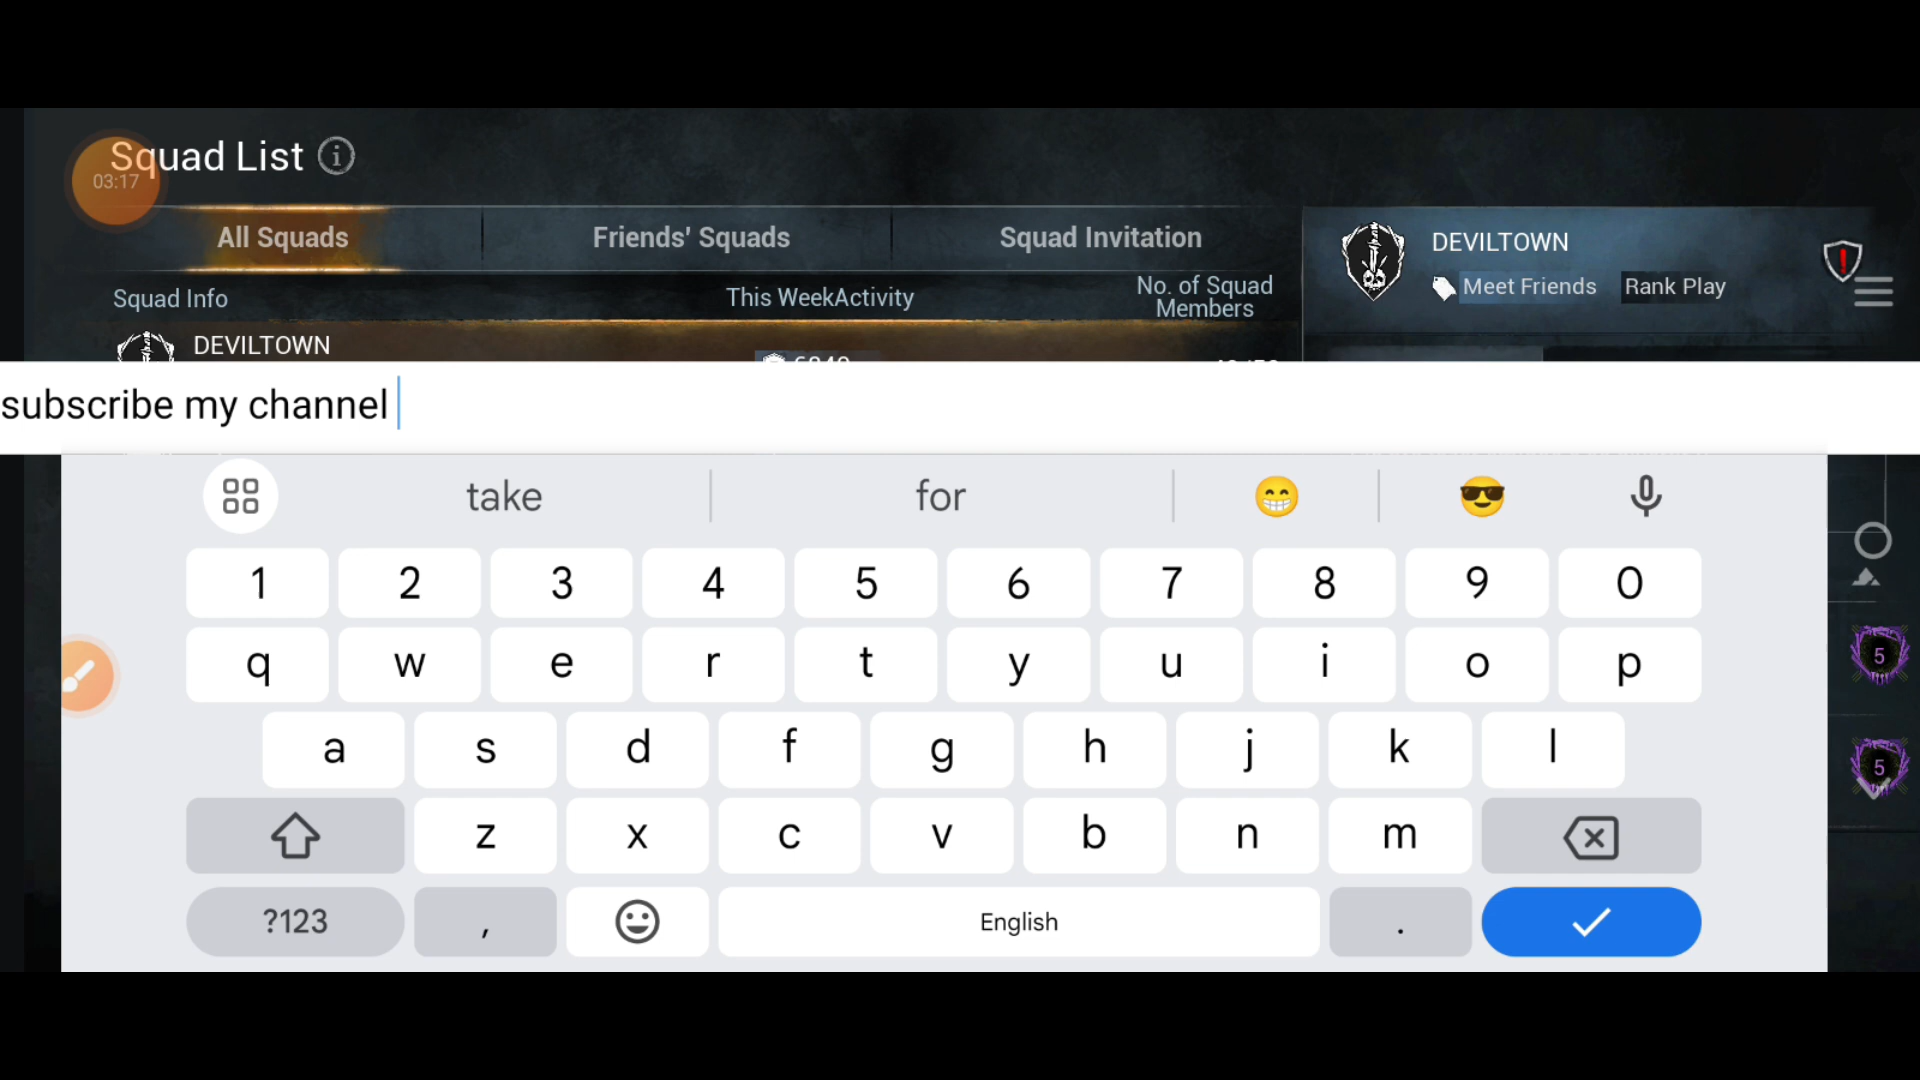 Squad List
03:17
All Squads
Friends' Squads
Squad Invitation
DEVILTOWN
Meet Friends
Rank Play
Squad Info
This WeekActivity
No. of Squad
Members
DEVILTOWN
subscribe my channel
take
for
1 2 3 4 5 6 7 8 9 0
q w e r t y u i o p
5
a s d f g h j k l
5
z x c v b n m
?123
,
English
.